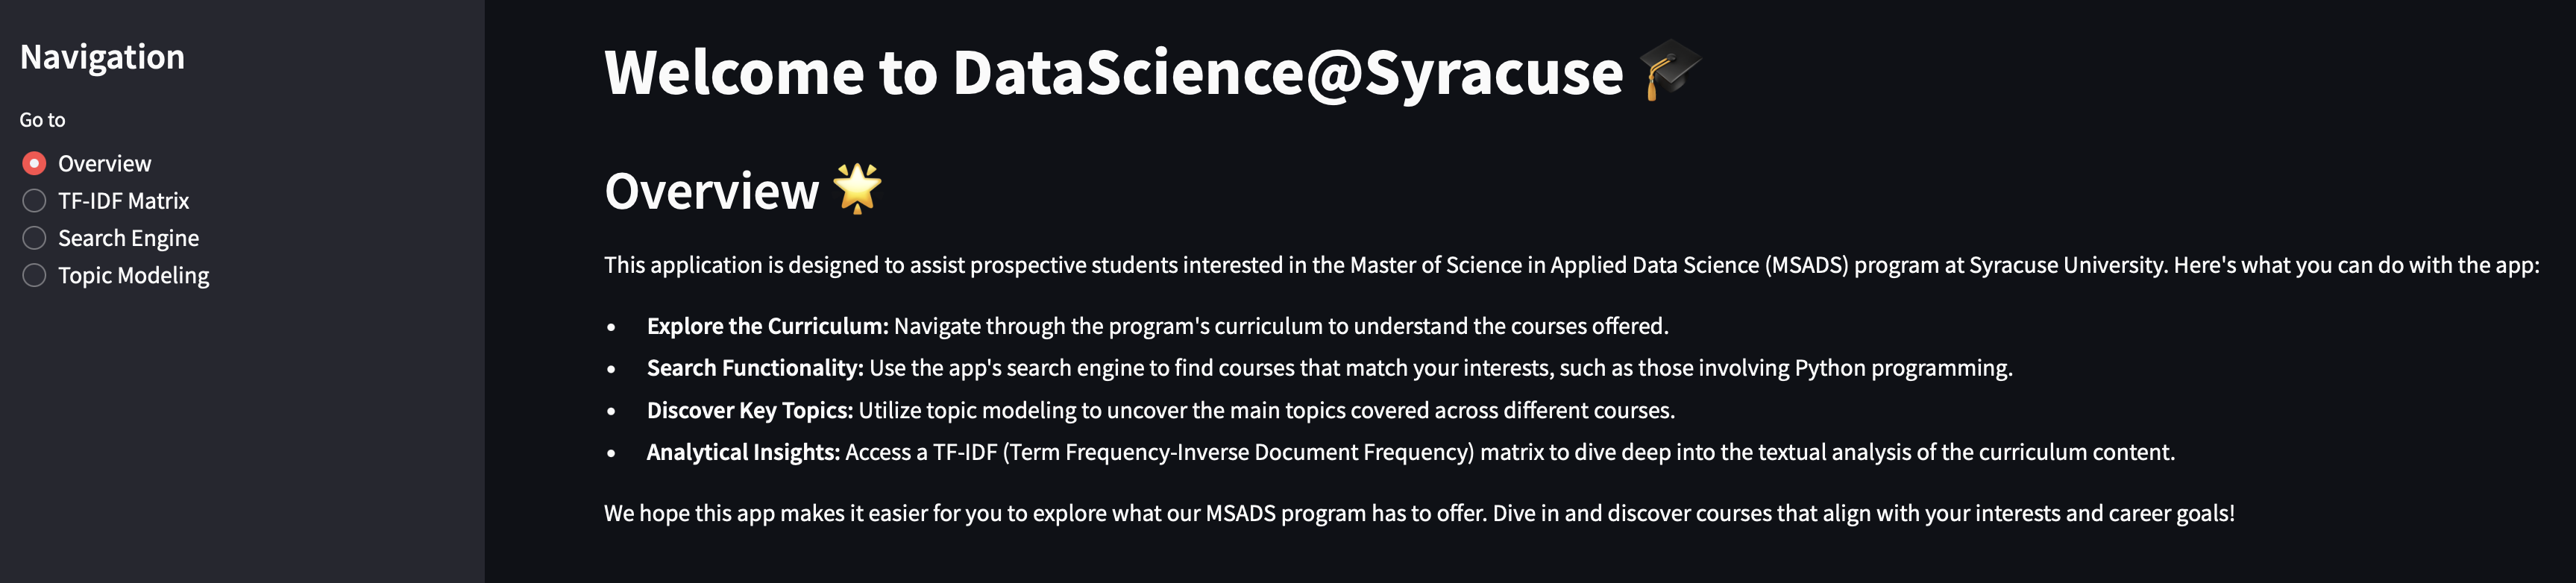 Navigation
Go to
Overview
TF-IDF Matrix
Search Engine
Topic Modeling
Welcome to DataScience@Syracuse 🎓
Overview 🌟
This application is designed to assist prospective students interested in the Master of Science in Applied Data Science (MSADS) program at Syracuse University. Here's what you can do with the app:
• Explore the Curriculum: Navigate through the program's curriculum to understand the courses offered.
• Search Functionality: Use the app's search engine to find courses that match your interests, such as those involving Python programming.
• Discover Key Topics: Utilize topic modeling to uncover the main topics covered across different courses.
• Analytical Insights: Access a TF-IDF (Term Frequency-Inverse Document Frequency) matrix to dive deep into the textual analysis of the curriculum content.
We hope this app makes it easier for you to explore what our MSADS program has to offer. Dive in and discover courses that align with your interests and career goals!